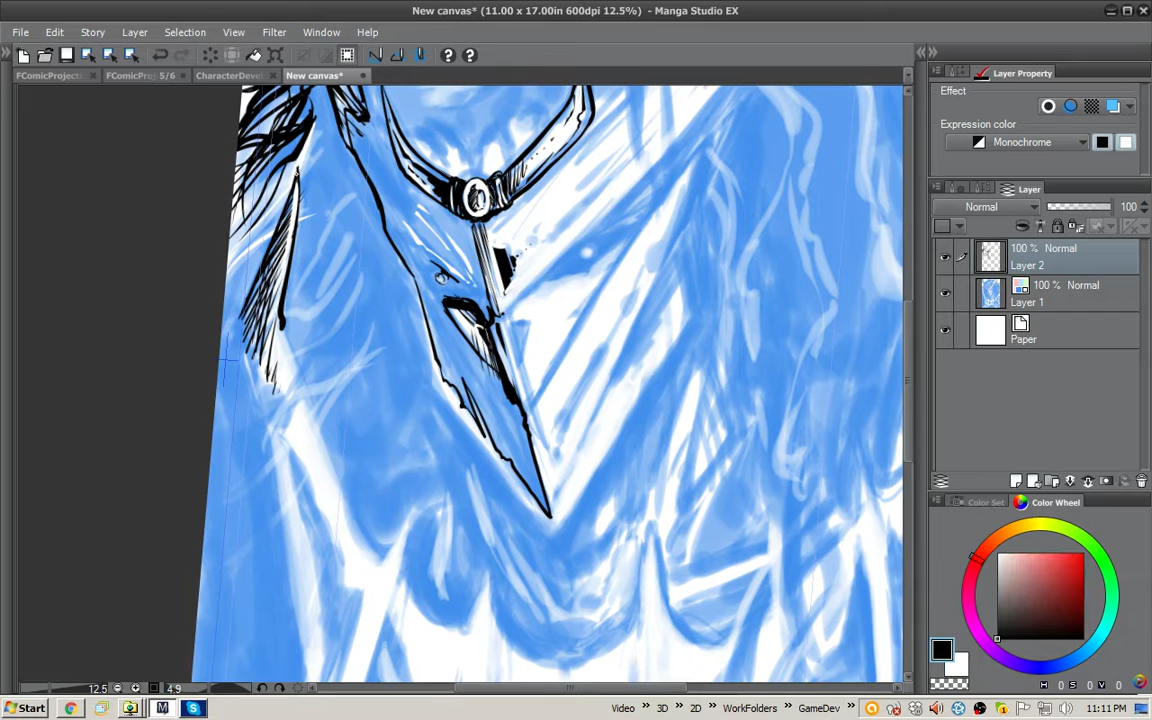 New canvas* (11.00 x 17.00in 600dpi 12.5%) - Manga Studio EX
File Edit Story Layer Selection View Filter Window Help
FComicProject FComicProj 5/6 CharacterDevel New canvas*
Layer Property
Effect
Expression color
Monochrome
Layer
Normal 100
100 % Normal
Layer 2
100 % Normal
Layer 1
Paper
Color Set Color Wheel
H 0 S 0 V 0
12.5 4.9
Start Video » 3D » 2D » WorkFolders » GameDev » 11:11 PM